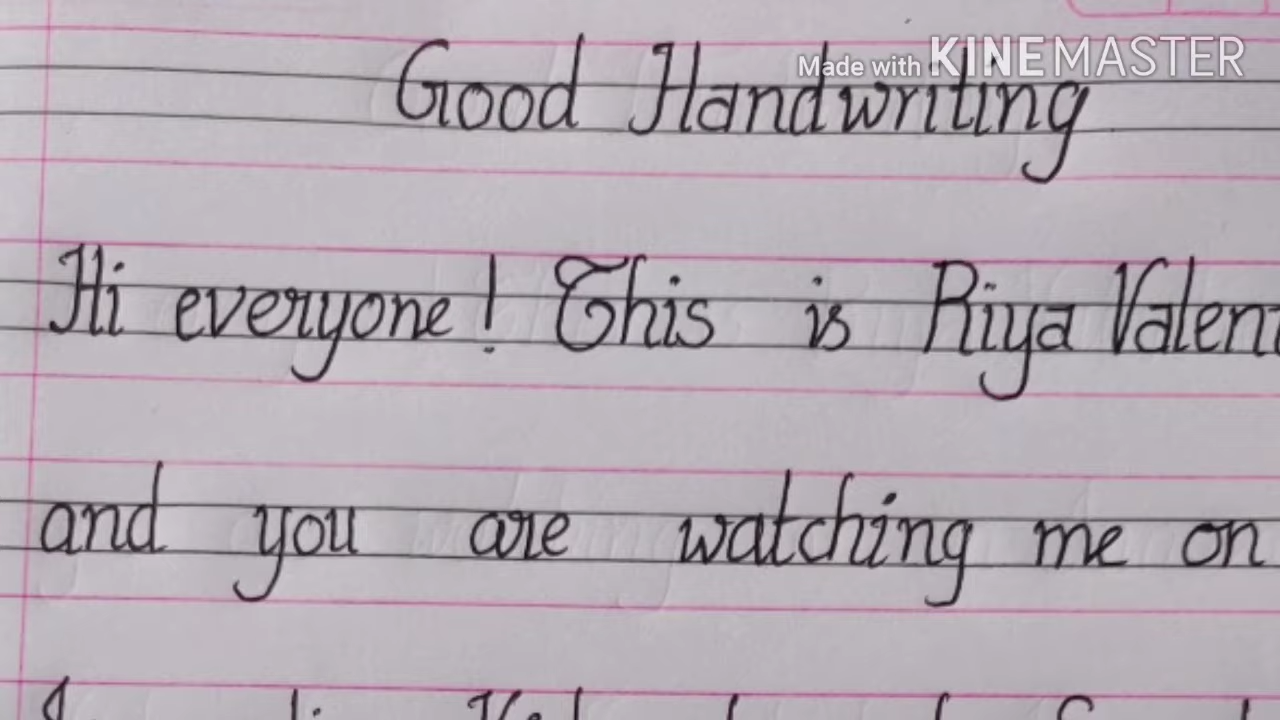 Made with KINEMASTER
Good Handwriting
Hi everyone! This is Riya
and you are watching me on